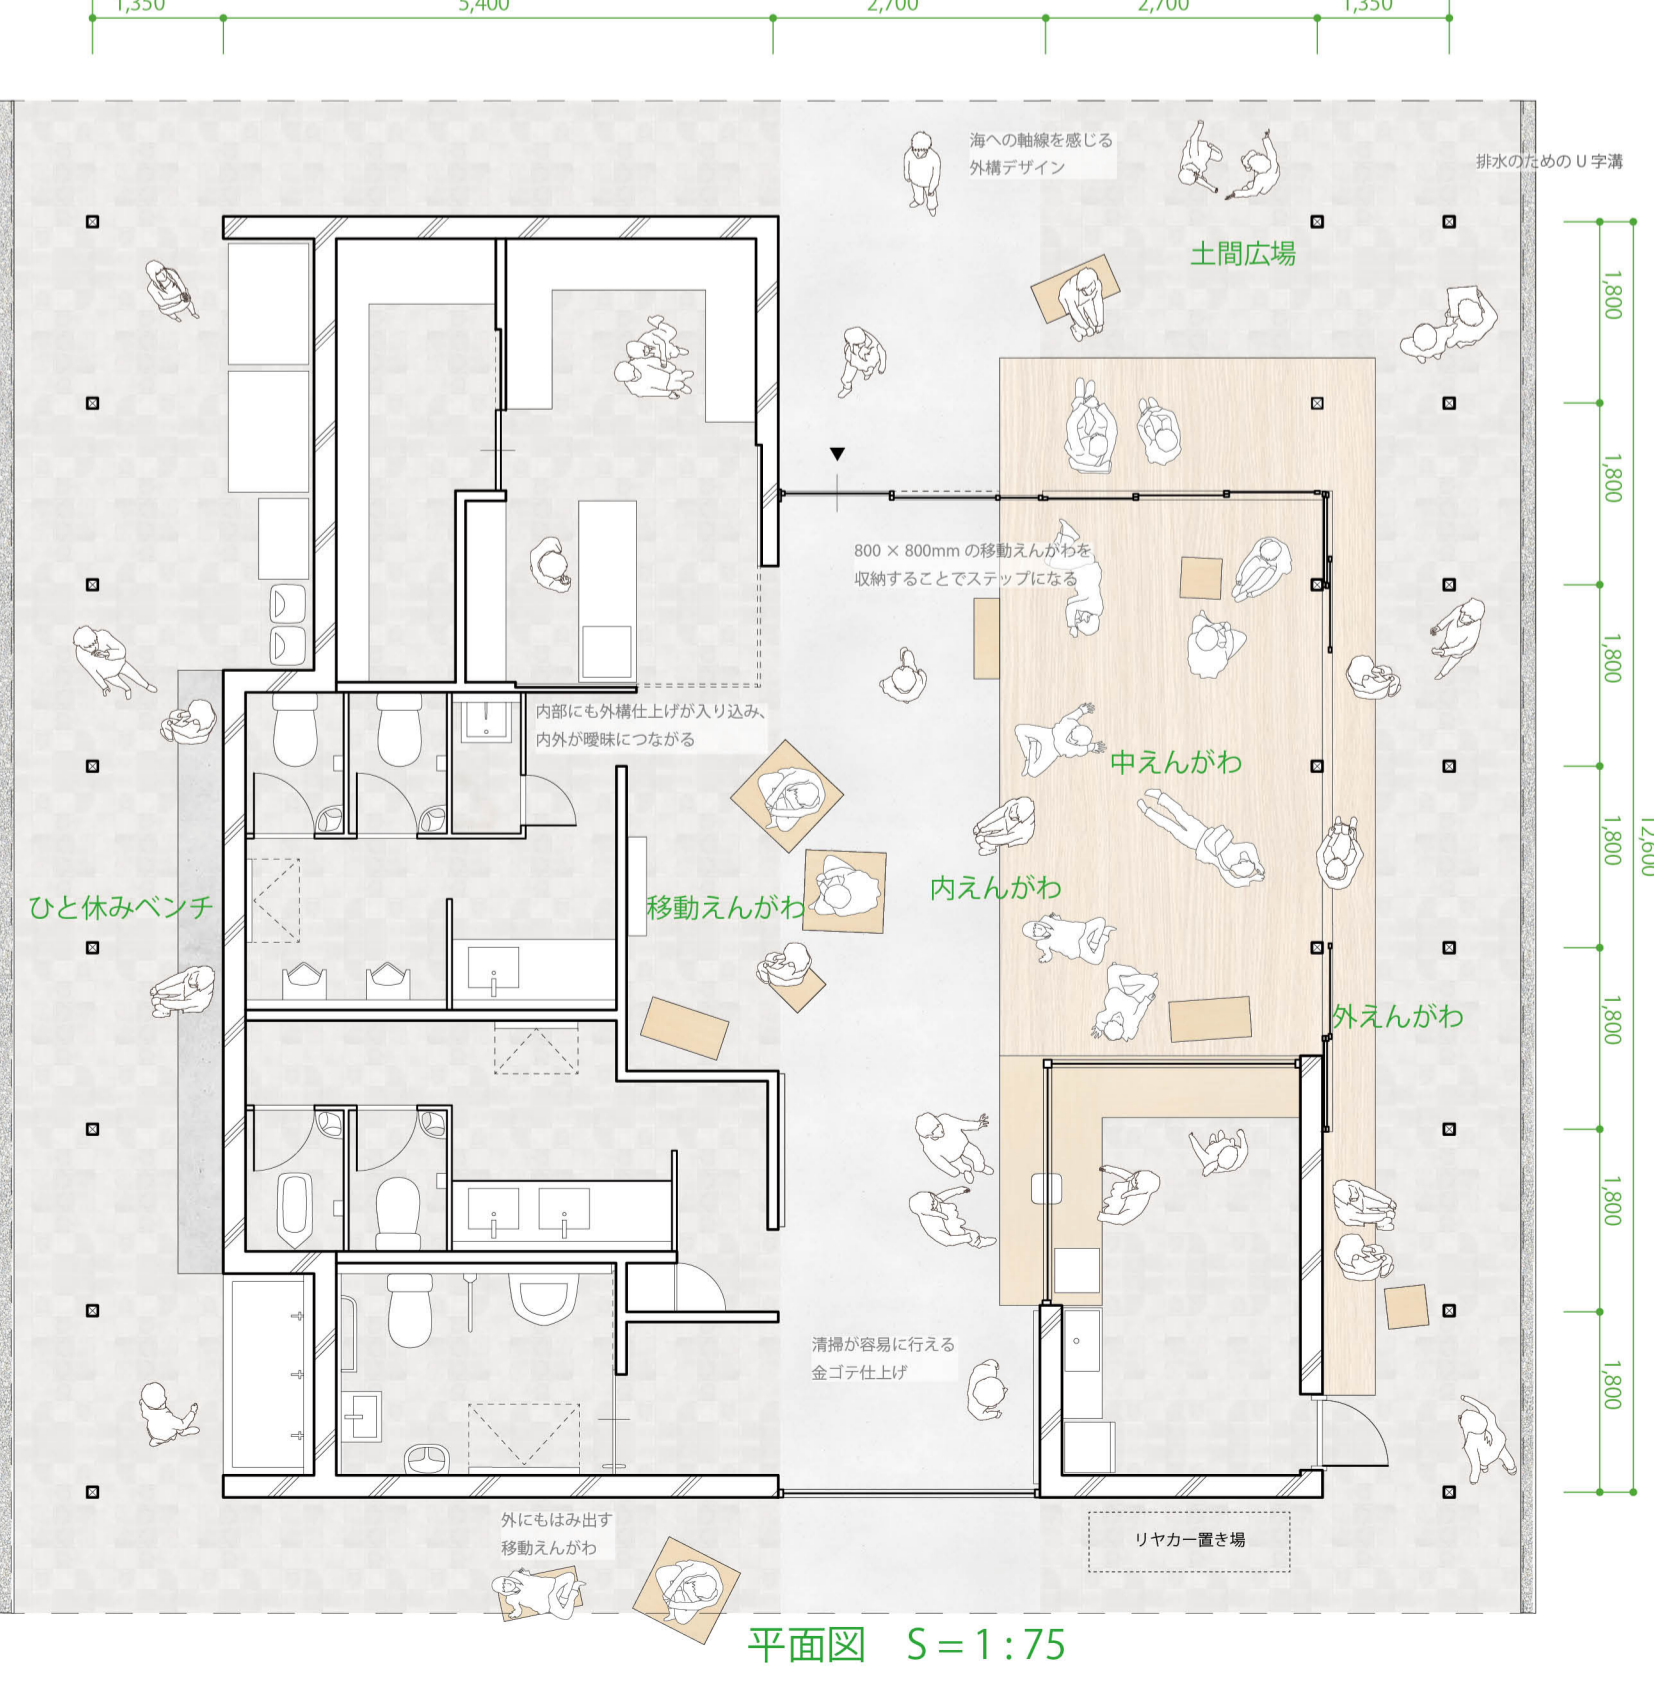 1,350
5,400
2,700
2,700
1,350
海への軸線を感じる
外構デザイン
排水のための U 字溝
土間広場
1,800
1,800
800 × 800mm の移動えんがわを
収納することでステップになる
1,800
内部にも外構仕上げが入り込み、
内外が曖昧につながる
中えんがわ
1,800
12,600
ひと休みベンチ
移動えんがわ
内えんがわ
外えんがわ
1,800
1,800
清掃が容易に行える
金ゴテ仕上げ
1,800
外にもはみ出す
移動えんがわ
リヤカー置き場
平面図 S = 1 : 75